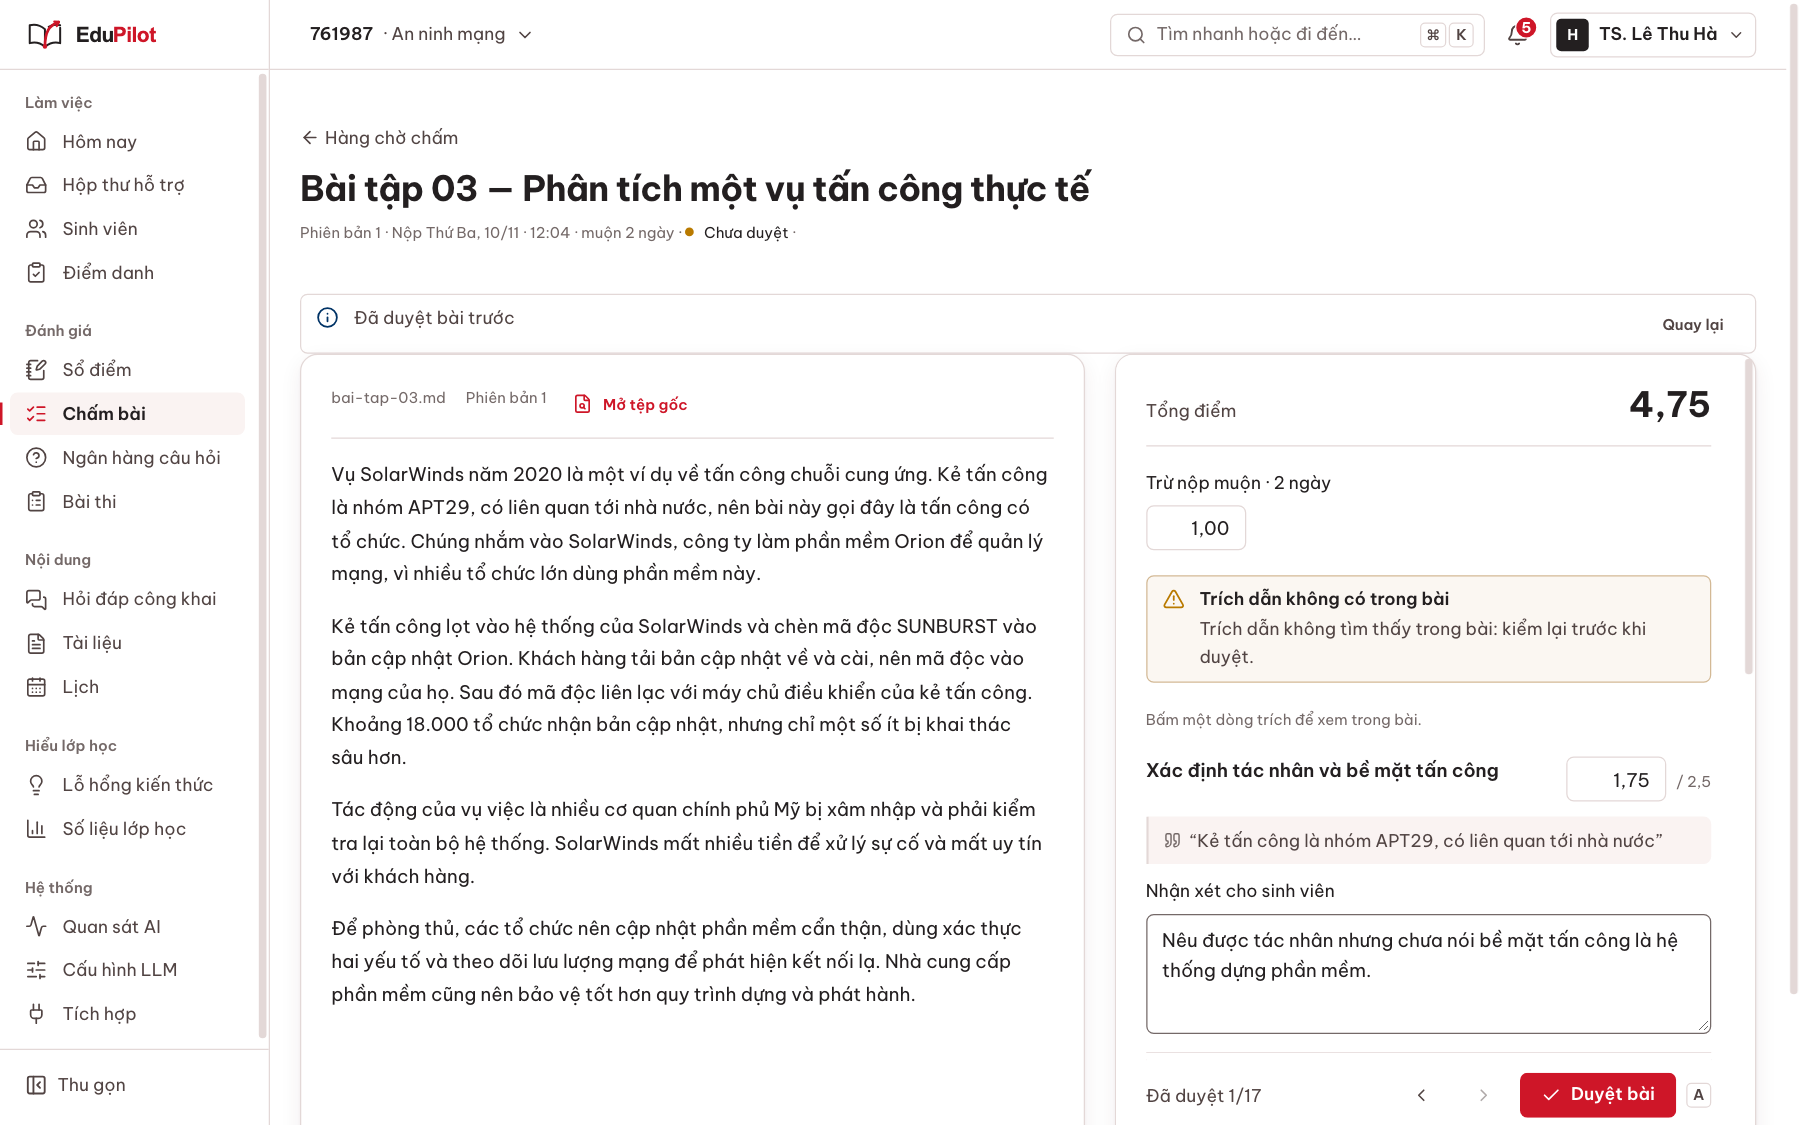 EduPilot
761987 · An ninh mạng
Tìm nhanh hoặc đi đến...
⌘ K
5
H
TS. Lê Thu Hà
Làm việc
Hôm nay
Hộp thư hỗ trợ
Sinh viên
Điểm danh
Đánh giá
Sổ điểm
Chấm bài
Ngân hàng câu hỏi
Bài thi
Nội dung
Hỏi đáp công khai
Tài liệu
Lịch
Hiểu lớp học
Lỗ hổng kiến thức
Số liệu lớp học
Hệ thống
Quan sát AI
Cấu hình LLM
Tích hợp
Thu gọn
Hàng chờ chấm
Bài tập 03 — Phân tích một vụ tấn công thực tế
Phiên bản 1 · Nộp Thứ Ba, 10/11 · 12:04 · muộn 2 ngày · Chưa duyệt ·
Đã duyệt bài trước
Quay lại
bai-tap-03.md Phiên bản 1 Mở tệp gốc
Vụ SolarWinds năm 2020 là một ví dụ về tấn công chuỗi cung ứng. Kẻ tấn công
là nhóm APT29, có liên quan tới nhà nước, nên bài này gọi đây là tấn công có
tổ chức. Chúng nhắm vào SolarWinds, công ty làm phần mềm Orion để quản lý
mạng, vì nhiều tổ chức lớn dùng phần mềm này.
Kẻ tấn công lọt vào hệ thống của SolarWinds và chèn mã độc SUNBURST vào
bản cập nhật Orion. Khách hàng tải bản cập nhật về và cài, nên mã độc vào
mạng của họ. Sau đó mã độc liên lạc với máy chủ điều khiển của kẻ tấn công.
Khoảng 18.000 tổ chức nhận bản cập nhật, nhưng chỉ một số ít bị khai thác
sâu hơn.
Tác động của vụ việc là nhiều cơ quan chính phủ Mỹ bị xâm nhập và phải kiểm
tra lại toàn bộ hệ thống. SolarWinds mất nhiều tiền để xử lý sự cố và mất uy tín
với khách hàng.
Để phòng thủ, các tổ chức nên cập nhật phần mềm cẩn thận, dùng xác thực
hai yếu tố và theo dõi lưu lượng mạng để phát hiện kết nối lạ. Nhà cung cấp
phần mềm cũng nên bảo vệ tốt hơn quy trình dựng và phát hành.
Tổng điểm 4,75
Trừ nộp muộn · 2 ngày
1,00
Trích dẫn không có trong bài
Trích dẫn không tìm thấy trong bài: kiểm lại trước khi
duyệt.
Bấm một dòng trích để xem trong bài.
Xác định tác nhân và bề mặt tấn công 1,75 / 2,5
“Kẻ tấn công là nhóm APT29, có liên quan tới nhà nước”
Nhận xét cho sinh viên
Nêu được tác nhân nhưng chưa nói bề mặt tấn công là hệ
thống dựng phần mềm.
Đã duyệt 1/17
Duyệt bài A